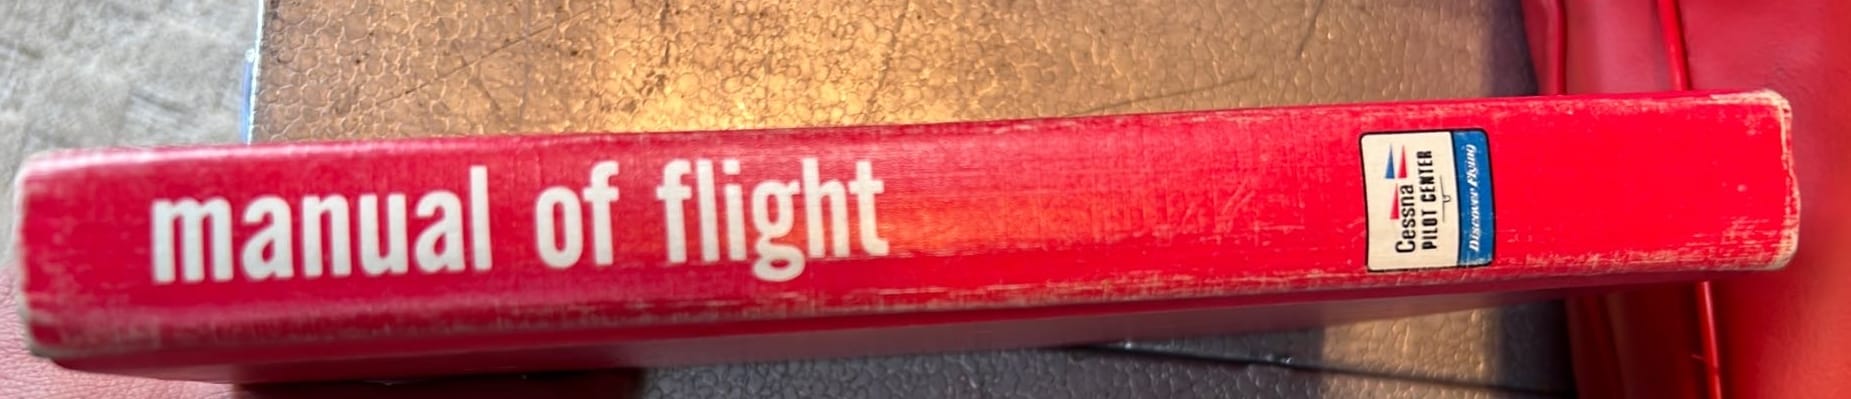 manual of flight
Cessna
PILOT CENTER
Discover Flying